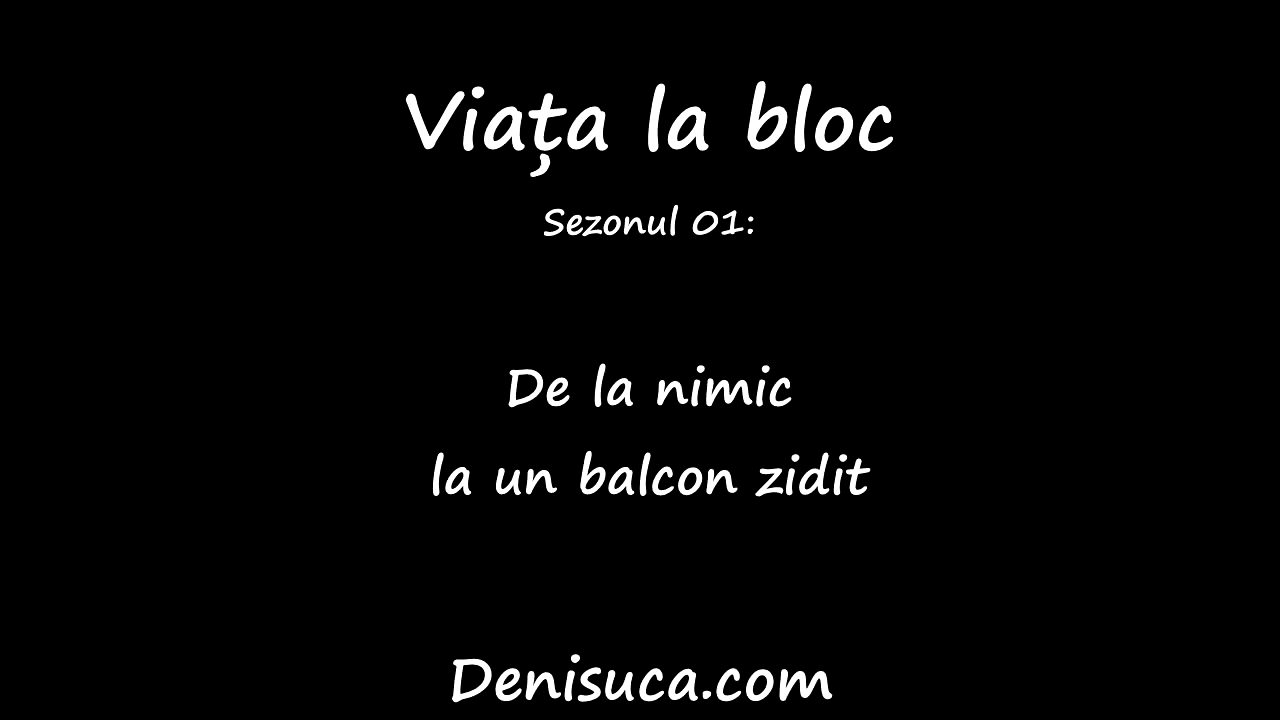 Viața la bloc
Sezonul 01:
De la nimic
la un balcon zidit
Denisuca.com